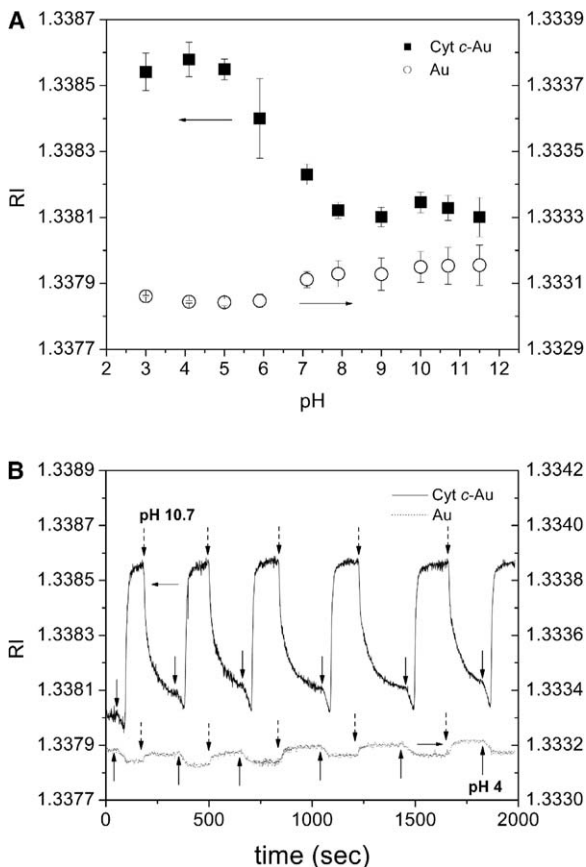 A
1.3387
1.3385
1.3383
1.3381
1.3379
1.3377
RI
Cyt c-Au
Au
1.3339
1.3337
1.3335
1.3333
1.3331
1.3329
2 3 4 5 6 7 8 9 10 11 12
pH
B
1.3389
1.3387
1.3385
1.3383
1.3381
1.3379
1.3377
RI
pH 10.7
Cyt c-Au
Au
pH 4
1.3342
1.3340
1.3338
1.3336
1.3334
1.3332
1.3330
0 500 1000 1500 2000
time (sec)